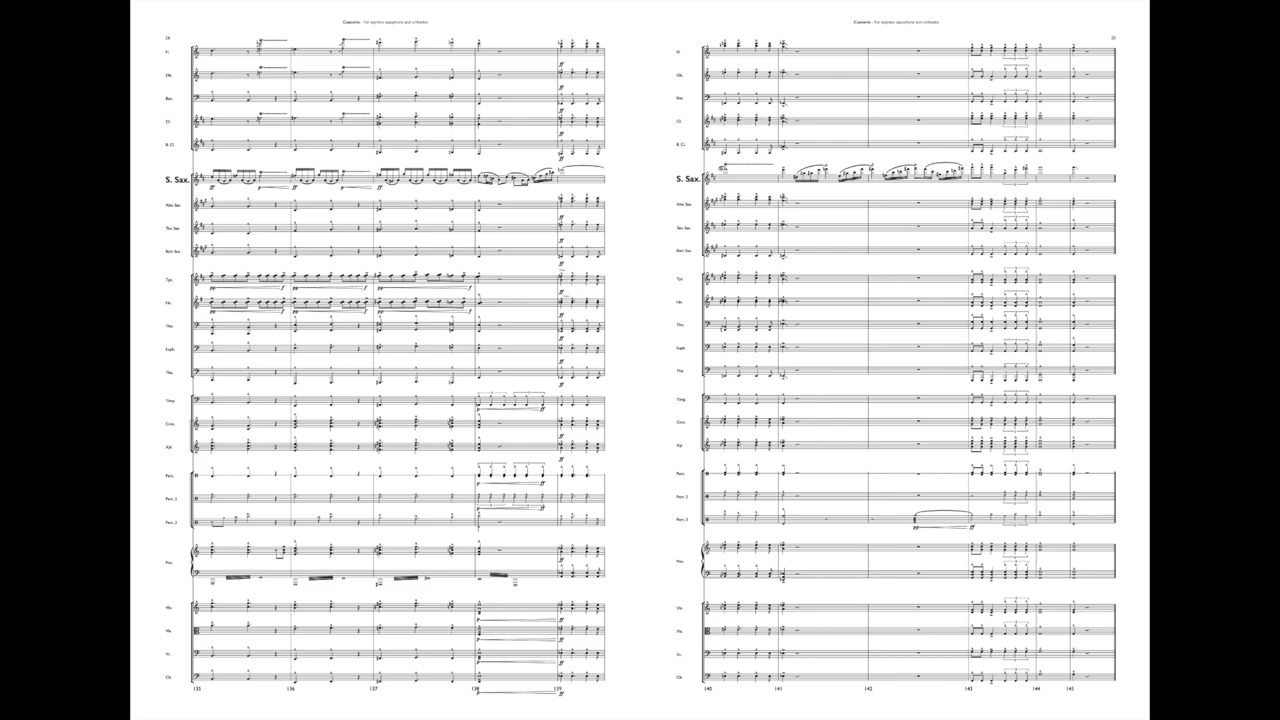 Concerto - For soprano saxophone and orchestra
24
Fl.
Ob.
Bsn.
Cl.
B. Cl.
S. Sax.
Alto Sax.
Ten. Sax.
Bari. Sax.
Tpt.
Hn.
Tbn.
Euph.
Tba.
Timp.
Xyl.
Perc.
Perc. 2
Perc. 3
Pno.
Vln.
Vla.
Vc.
Cb.
135 136 137 138 139
Concerto - For soprano saxophone and orchestra
25
Fl.
Ob.
Bsn.
Cl.
B. Cl.
S. Sax.
Alto Sax.
Ten. Sax.
Bari. Sax.
Tpt.
Hn.
Tbn.
Euph.
Tba.
Timp.
Xyl.
Perc.
Perc. 2
Perc. 3
Pno.
Vln.
Vla.
Vc.
Cb.
140 141 142 143 144 145